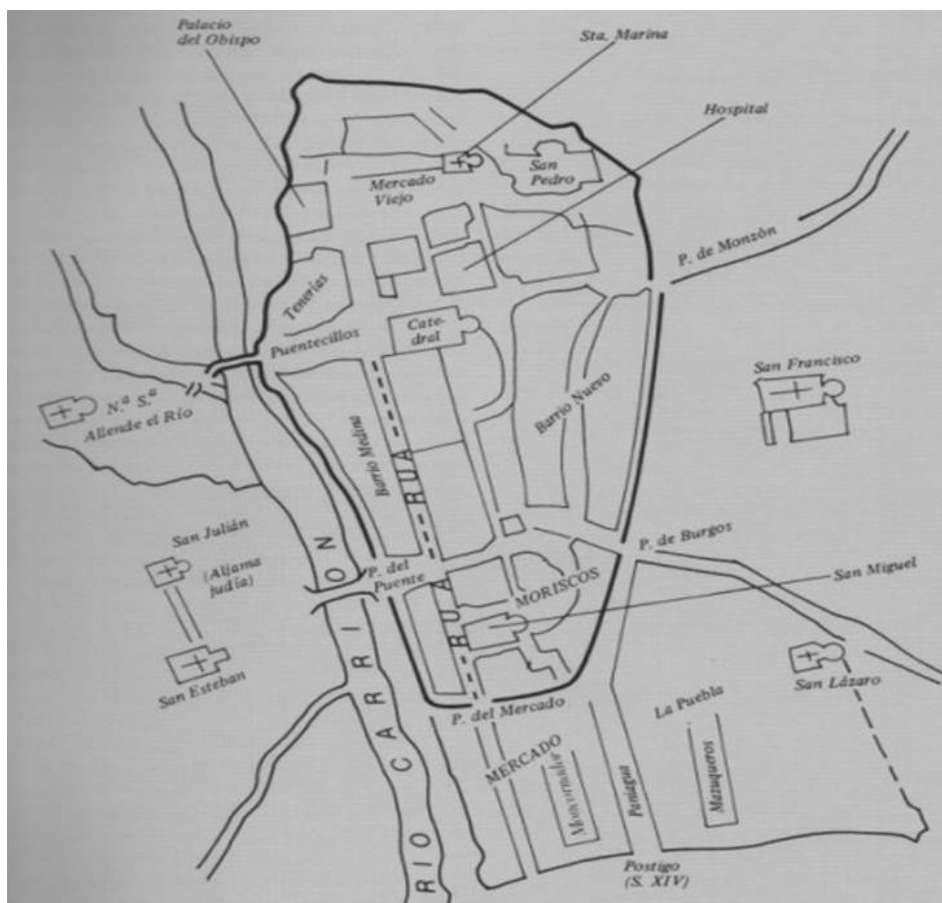 Palacio
del Obispo
Sta. Marina
Hospital
Mercado
Viejo
San
Pedro
P. de Monzón
Tenerías
Puentecillos
Cate-
dral
San Francisco
N.ª S.ª
Allende el Río
Barrio Medina
RUA
Barrio Nuevo
San Julián
(Aljama
judía)
P. del
Puente
P. de Burgos
MORISCOS
San Miguel
RUA
San Esteban
San Lázaro
P. del Mercado
La Puebla
MERCADO
Paniagua
Mazuqueros
RIO CARRION
Postigo
(S. XIV)